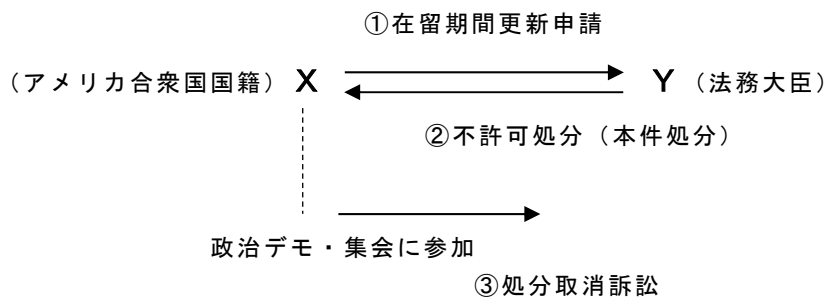 ①在留期間更新申請
(アメリカ合衆国国籍) X Y (法務大臣)
②不許可処分(本件処分)
政治デモ・集会に参加
③処分取消訴訟